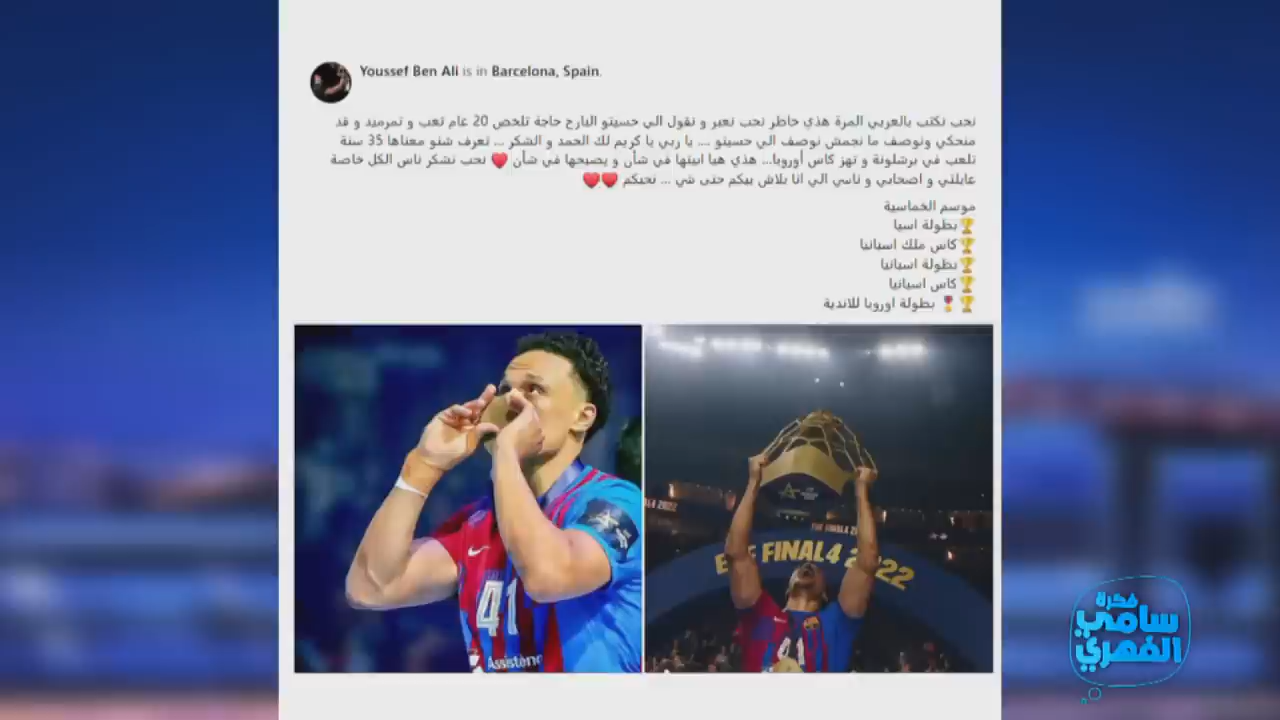 Youssef Ben Ali is in Barcelona, Spain.
نحب نكتب بالعربي المرة هذي خاطر نحب نعبر و نقول الي حسيتو البارح حاجة تلخص 20 عام تعب و تمرميد و قد
منحكي ونوصف ما نجمش نوصف الي حسيتو .... يا ربي يا كريم لك الحمد و الشكر ... تعرف شنو معناها 35 سنة
تلعب في برشلونة و تهز كاس أوروبا... هذي هيا ابيتها في شأن و يصبحها في شأن ❤️ نحب نشكر ناس الكل خاصة
عايلتي و اصحابي و ناسي الي انا بلاش بيكم حتى شي ... نحبكم ❤️❤️
موسم الخماسية
🏆بطولة اسيا
🏆كاس ملك اسبانيا
🏆بطولة اسبانيا
🏆كاس اسبانيا
🏆🎖️ بطولة اوروبا للاندية
41
Assistènc
FINAL4 2022
41
فكرة
سامي
الفهري